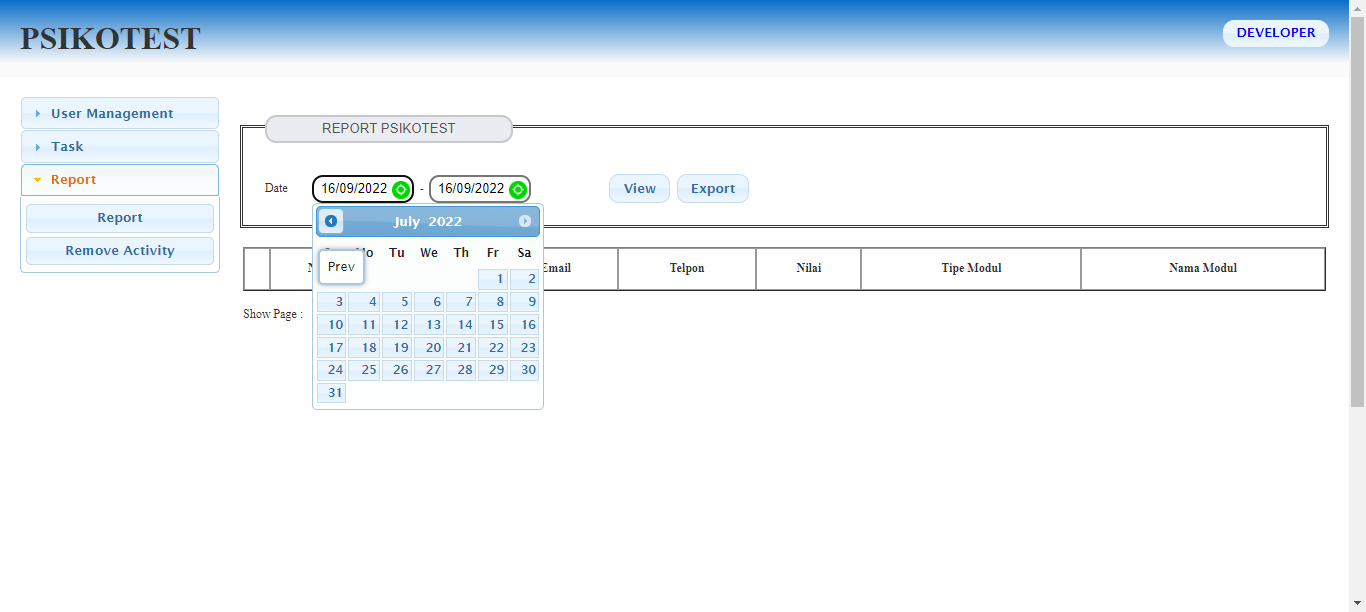 PSIKOTEST
DEVELOPER
User Management
Task
Report
Report
Remove Activity
REPORT PSIKOTEST
Date 16/09/2022 - 16/09/2022 View Export
July 2022
Tu We Th Fr Sa
Prev
1 2
3 4 5 6 7 8 9
10 11 12 13 14 15 16
17 18 19 20 21 22 23
24 25 26 27 28 29 30
31
Email Telpon Nilai Tipe Modul Nama Modul
Show Page :